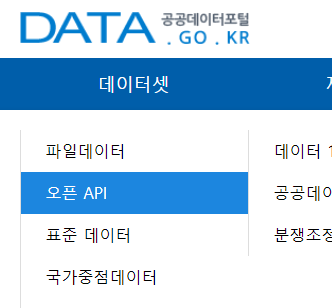 DATA 공공데이터포털
.GO.KR
데이터셋
파일데이터
데이터
오픈 API
공공데이
표준 데이터
분쟁조정
국가중점데이터